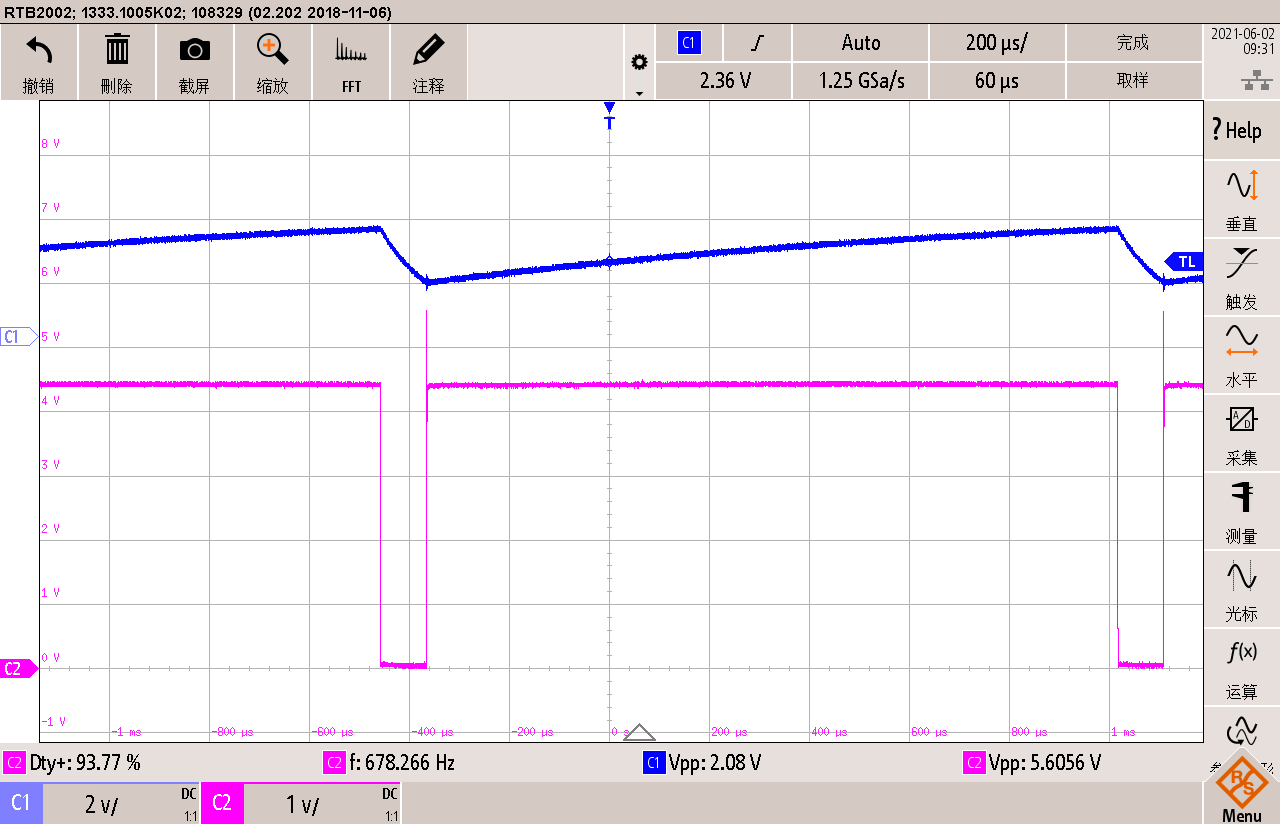 RTB2002; 1333.1005K02; 108329 (02.202 2018-11-06)
撤销
删除
截屏
缩放
FFT
注释
C1
Auto
200 µs/
完成
2.36 V
1.25 GSa/s
60 µs
取样
2021-06-02
09:31
? Help
垂直
触发
水平
采集
测量
光标
f(x)
运算
T
8 V
7 V
6 V
TL
C1
5 V
4 V
3 V
2 V
1 V
C2
0 V
-1 V
-1 ms
-800 µs
-600 µs
-400 µs
-200 µs
0 s
200 µs
400 µs
600 µs
800 µs
1 ms
C2 Dty+: 93.77 %
C2 f: 678.266 Hz
C1 Vpp: 2.08 V
C2 Vpp: 5.6056 V
C1
2 V/
DC
1:1
C2
1 V/
DC
1:1
R&S
Menu